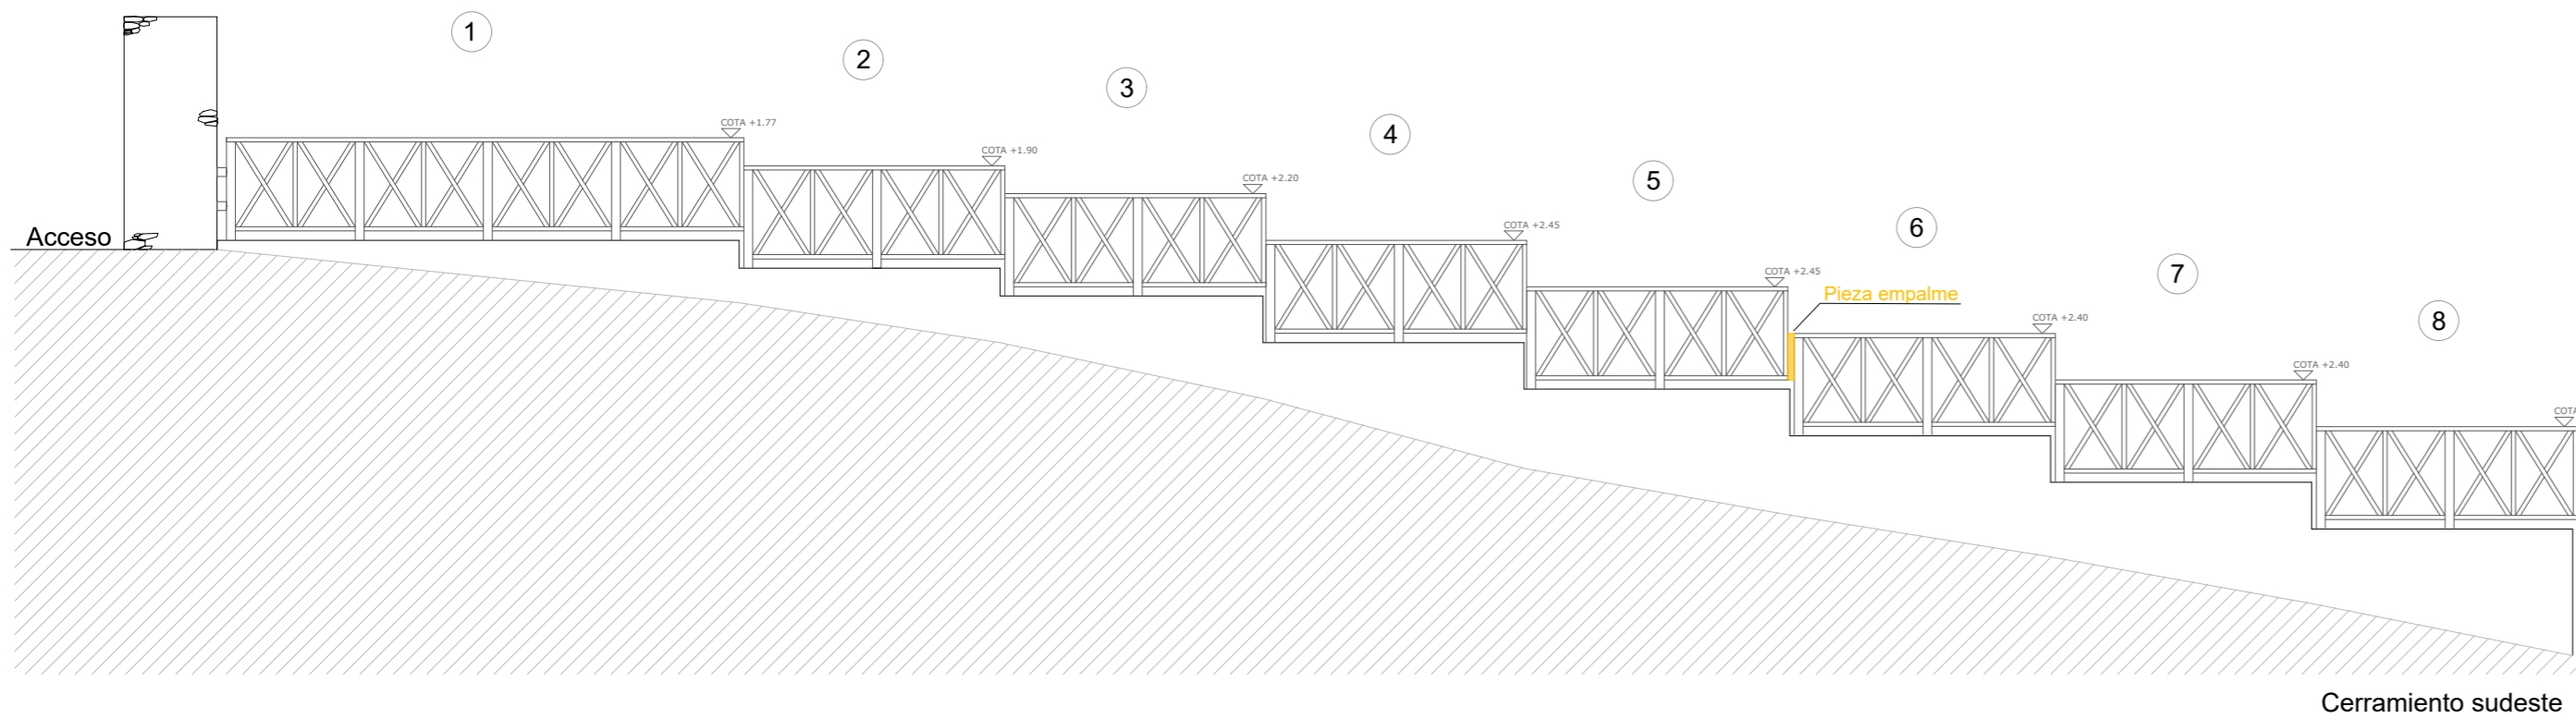 1
2
3
4
5
6
7
8
COTA +1.77
COTA +1.90
COTA +2.20
COTA +2.45
COTA +2.45
COTA +2.40
COTA +2.40
COTA
Acceso
Pieza empalme
Cerramiento sudeste